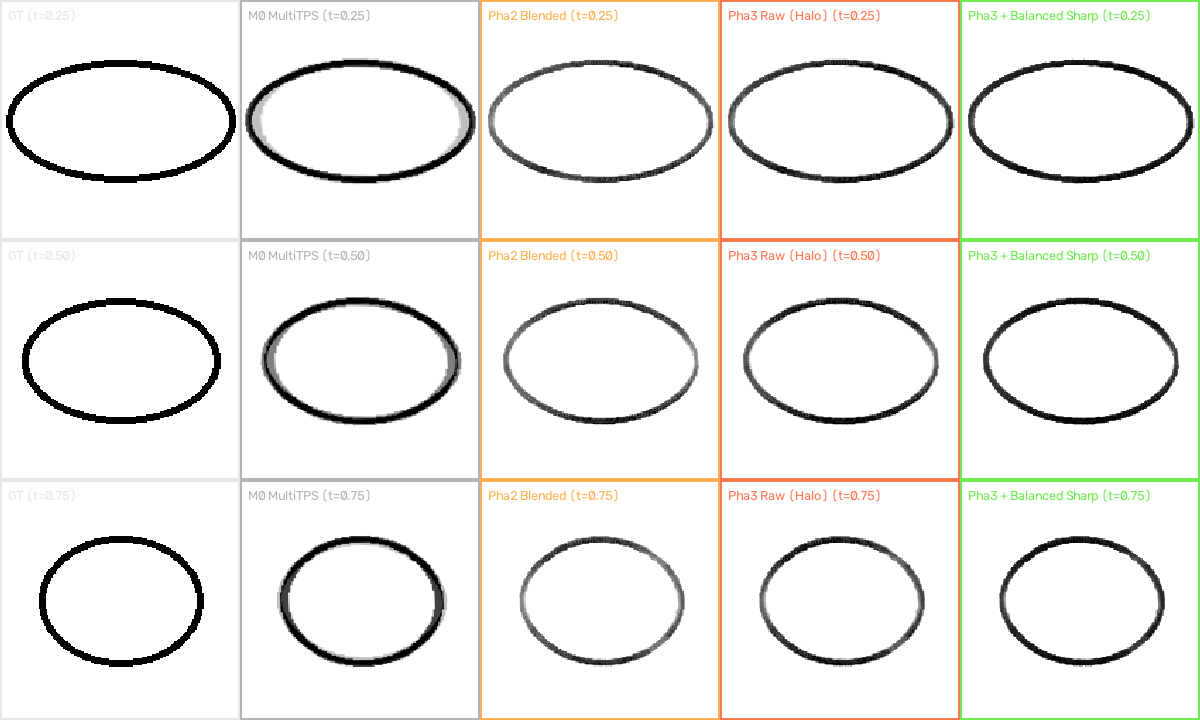 GT (t=0.25)
M0 MultiTPS (t=0.25)
Pha2 Blended (t=0.25)
Pha3 Raw (Halo) (t=0.25)
Pha3 + Balanced Sharp (t=0.25)
GT (t=0.50)
M0 MultiTPS (t=0.50)
Pha2 Blended (t=0.50)
Pha3 Raw (Halo) (t=0.50)
Pha3 + Balanced Sharp (t=0.50)
GT (t=0.75)
M0 MultiTPS (t=0.75)
Pha2 Blended (t=0.75)
Pha3 Raw (Halo) (t=0.75)
Pha3 + Balanced Sharp (t=0.75)